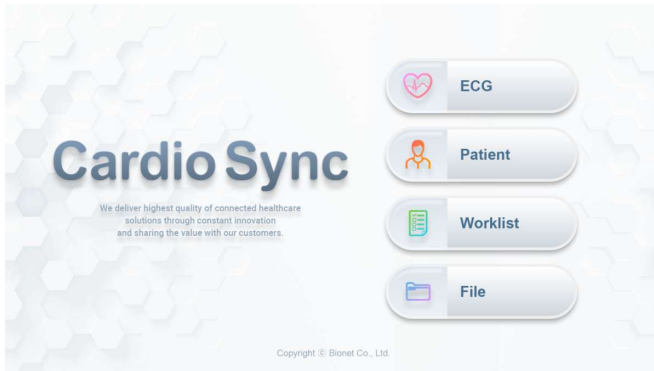 Cardio Sync
We deliver highest quality of connected healthcare
solutions through constant innovation
and sharing the value with our customers.
ECG
Patient
Worklist
File
Copyright ⓒ Bionet Co., Ltd.